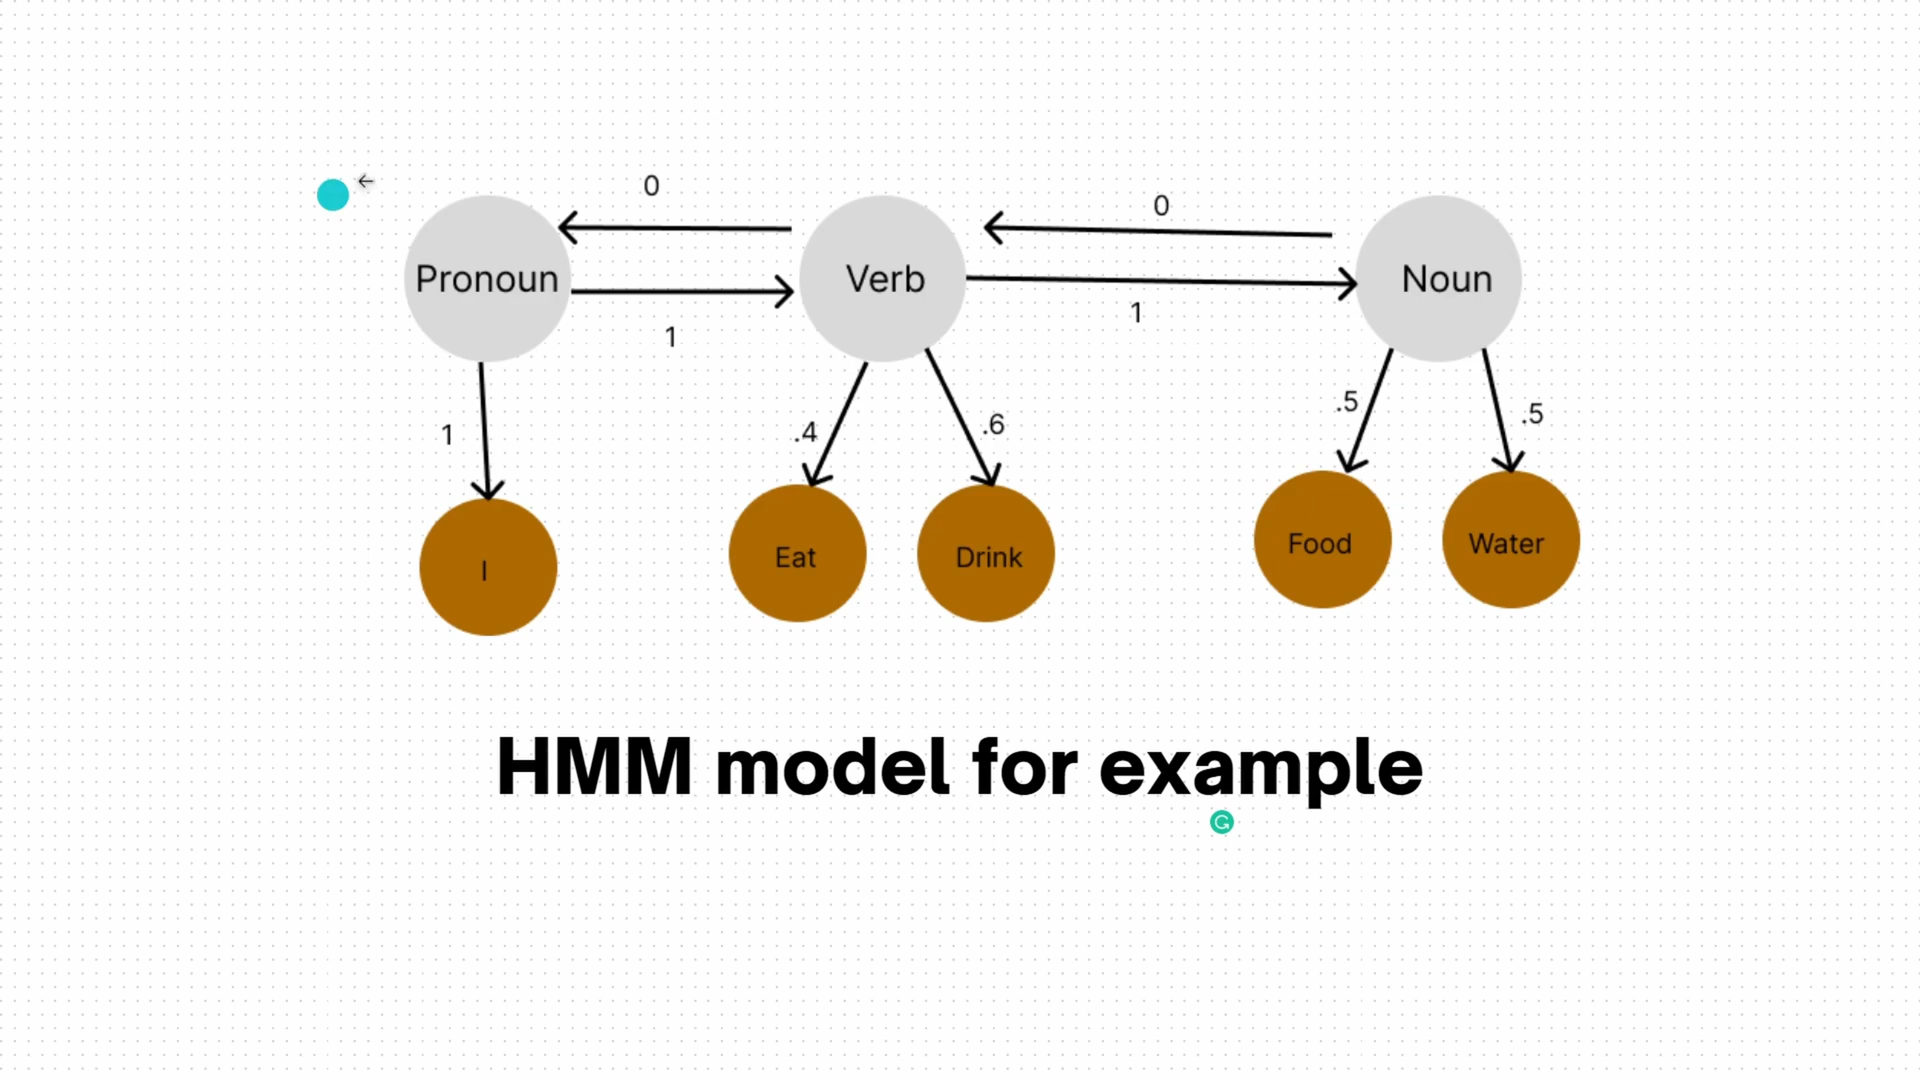 0
0
Pronoun
Verb
Noun
1
1
1
.4
.6
.5
.5
I
Eat
Drink
Food
Water
HMM model for example